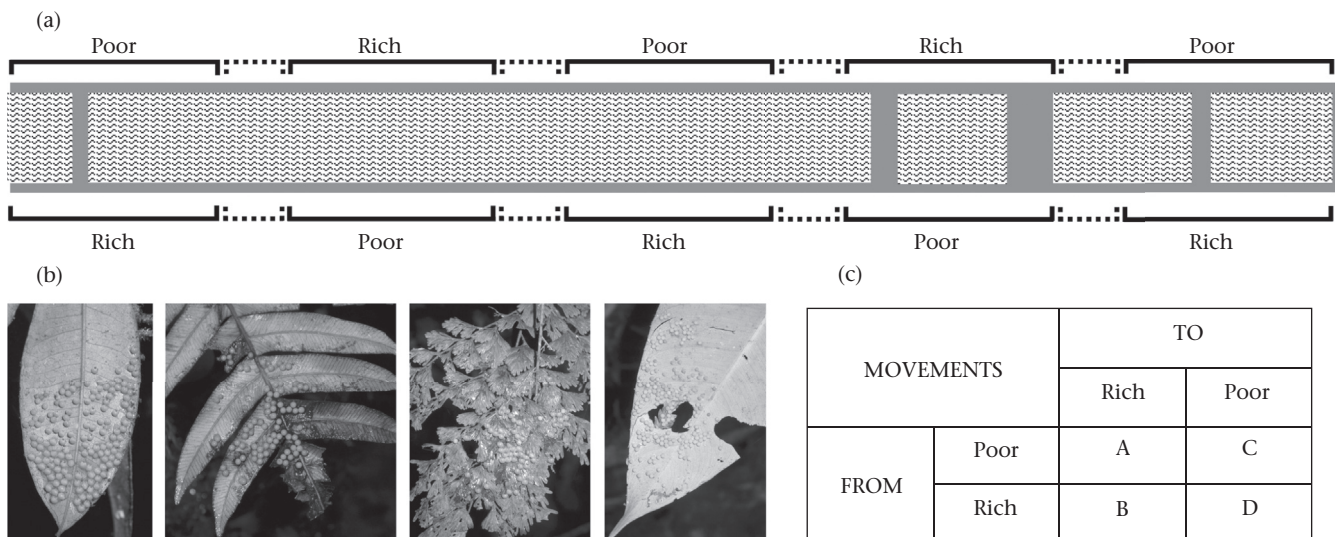 (a)
Poor Rich Poor Rich Poor
Rich Poor Rich Poor Rich
(b)
(c)
MOVEMENTS
TO
Rich Poor
FROM
Poor A C
Rich B D